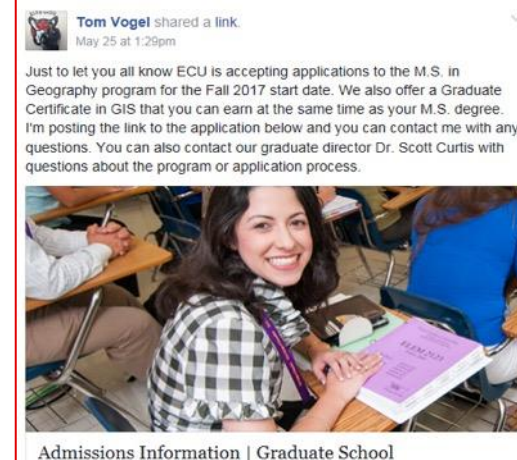 Tom Vogel shared a link.
May 25 at 1:29pm
Just to let you all know ECU is accepting applications to the M.S. in
Geography program for the Fall 2017 start date. We also offer a Graduate
Certificate in GIS that you can earn at the same time as your M.S. degree.
I'm posting the link to the application below and you can contact me with any
questions. You can also contact our graduate director Dr. Scott Curtis with
questions about the program or application process.
Admissions Information | Graduate School